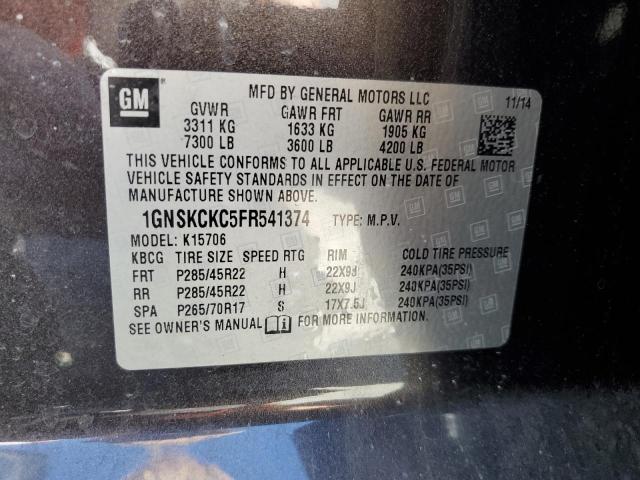 GM
MFD BY GENERAL MOTORS LLC 11/14
GVWR GAWR FRT GAWR RR
3311 KG 1633 KG 1905 KG
7300 LB 3600 LB 4200 LB
THIS VEHICLE CONFORMS TO ALL APPLICABLE U.S. FEDERAL MOTOR
VEHICLE SAFETY STANDARDS IN EFFECT ON THE DATE OF
MANUFACTURE SHOWN ABOVE.
1GNSKCKC5FR541374 TYPE: M.P.V.
MODEL: K15706
KBCG TIRE SIZE SPEED RTG RIM COLD TIRE PRESSURE
FRT P285/45R22 H 22X9J 240KPA(35PSI)
RR P285/45R22 H 22X9J 240KPA(35PSI)
SPA P265/70R17 S 17X7.5J 240KPA(35PSI)
SEE OWNER'S MANUAL FOR MORE INFORMATION.